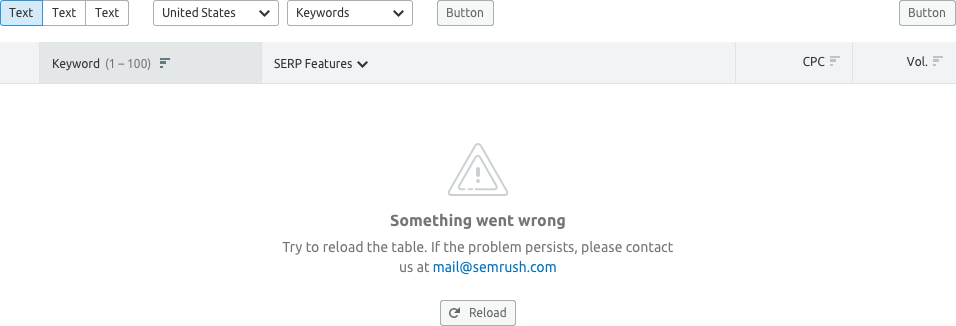 Text Text Text United States Keywords Button Button
Keyword (1 – 100) SERP Features CPC Vol.
Something went wrong
Try to reload the table. If the problem persists, please contact
us at mail@semrush.com
Reload